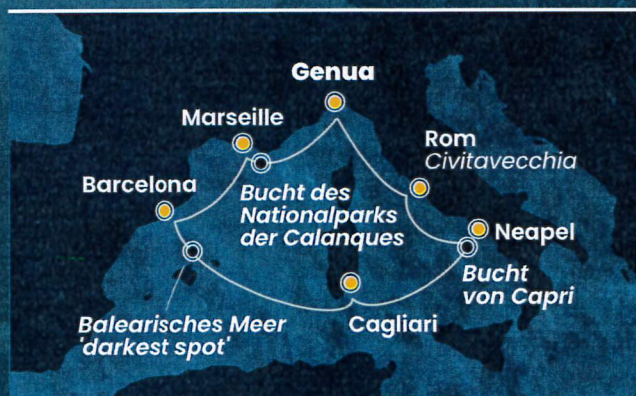 Genua
Marseille
Rom
Civitavecchia
Barcelona
Bucht des
Nationalparks
der Calanques
Neapel
Bucht
von Capri
Balearisches Meer
'darkest spot'
Cagliari